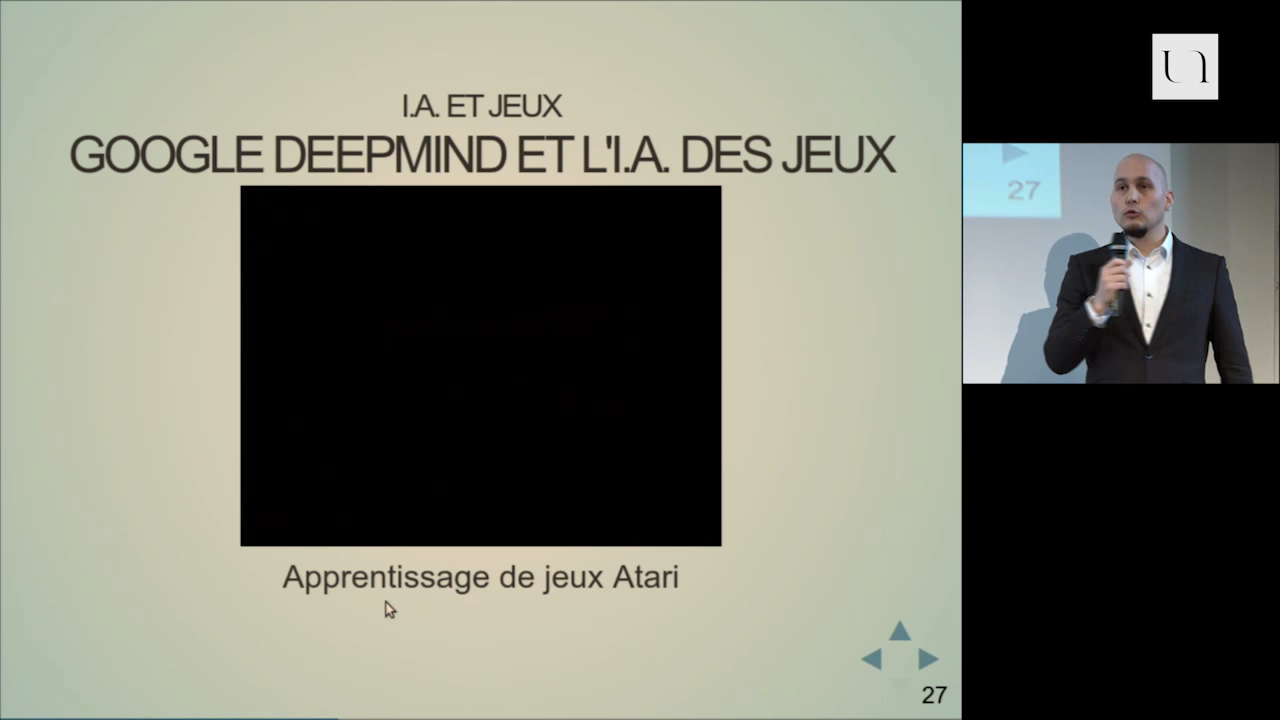 I.A. ET JEUX
GOOGLE DEEPMIND ET L'I.A. DES JEUX
Apprentissage de jeux Atari
27
27